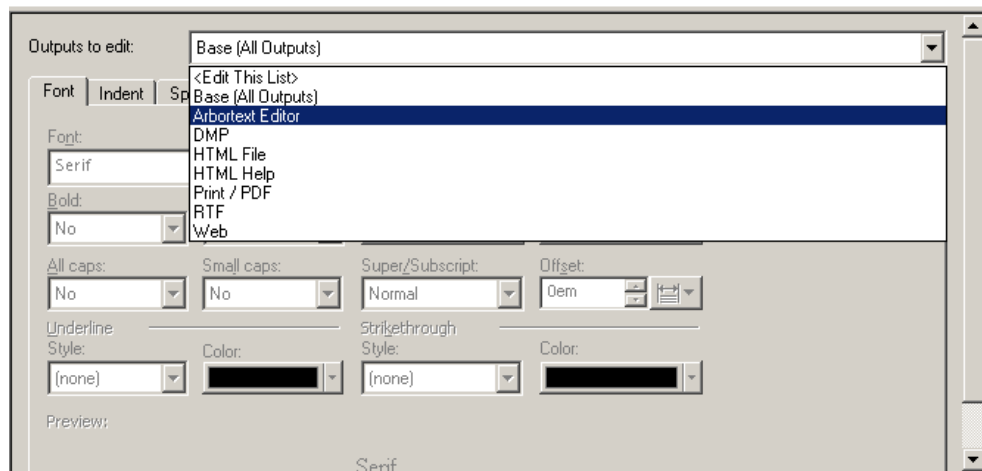 Outputs to edit: Base (All Outputs)
<Edit This List>
Font Indent Sp Base (All Outputs)
Arbortext Editor
Font: DMP
HTML File
Serif HTML Help
Print / PDF
Bold: RTF
No Web
All caps: Small caps: Super/Subscript: Offset:
No No Normal 0em
Underline Strikethrough
Style: Color: Style: Color:
(none) (none)
Preview:
Serif